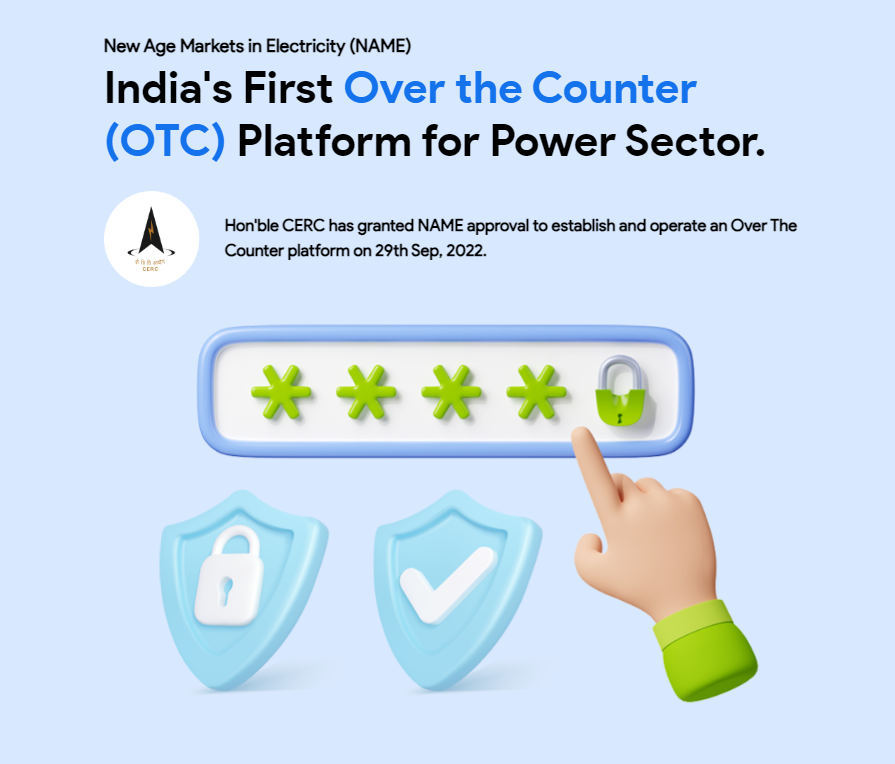 New Age Markets in Electricity (NAME)
India's First Over the Counter
(OTC) Platform for Power Sector.
Hon'ble CERC has granted NAME approval to establish and operate an Over The
Counter platform on 29th Sep, 2022.
CERC